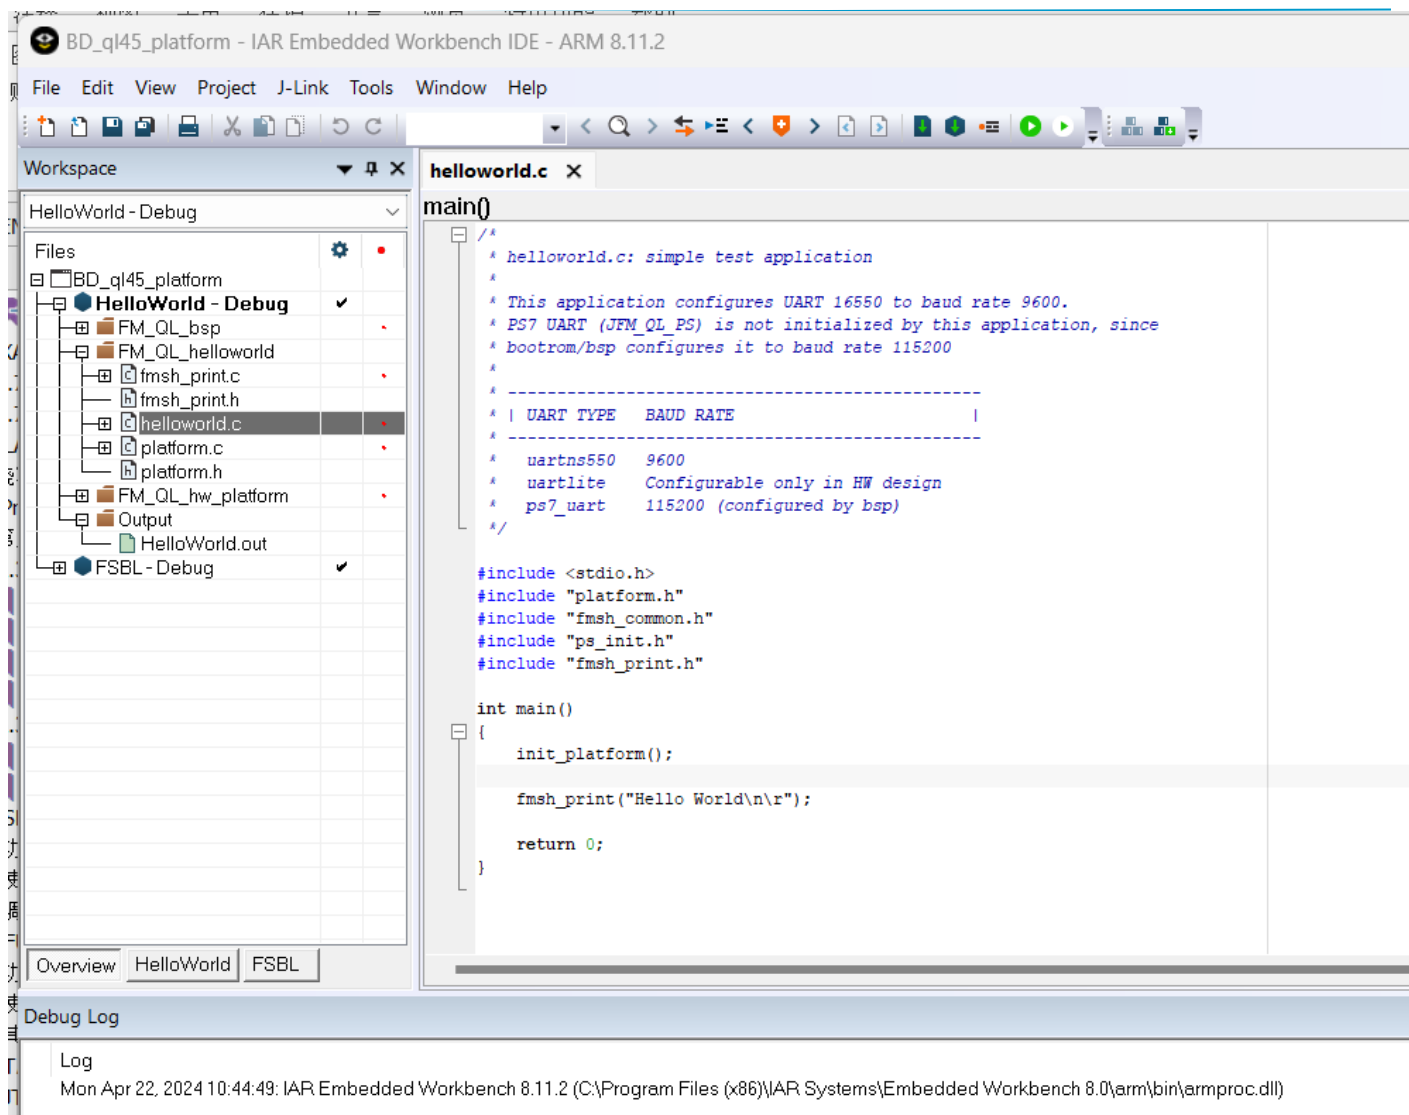 BD_ql45_platform - IAR Embedded Workbench IDE - ARM 8.11.2
File Edit View Project J-Link Tools Window Help
Workspace
HelloWorld - Debug
Files
BD_ql45_platform
HelloWorld - Debug
FM_QL_bsp
FM_QL_helloworld
fmsh_print.c
fmsh_print.h
helloworld.c
platform.c
platform.h
FM_QL_hw_platform
Output
HelloWorld.out
FSBL - Debug
Overview HelloWorld FSBL
helloworld.c
main()
/*
* helloworld.c: simple test application
*
* This application configures UART 16550 to baud rate 9600.
* PS7 UART (JFM_QL_PS) is not initialized by this application, since
* bootrom/bsp configures it to baud rate 115200
*
* ------------------------------------------------
* | UART TYPE   BAUD RATE                        |
* ------------------------------------------------
*   uartns550   9600
*   uartlite    Configurable only in HW design
*   ps7_uart    115200 (configured by bsp)
*/
#include <stdio.h>
#include "platform.h"
#include "fmsh_common.h"
#include "ps_init.h"
#include "fmsh_print.h"
int main()
{
init_platform();
fmsh_print("Hello World\n\r");
return 0;
}
Debug Log
Log
Mon Apr 22, 2024 10:44:49: IAR Embedded Workbench 8.11.2 (C:\Program Files (x86)\IAR Systems\Embedded Workbench 8.0\arm\bin\armproc.dll)